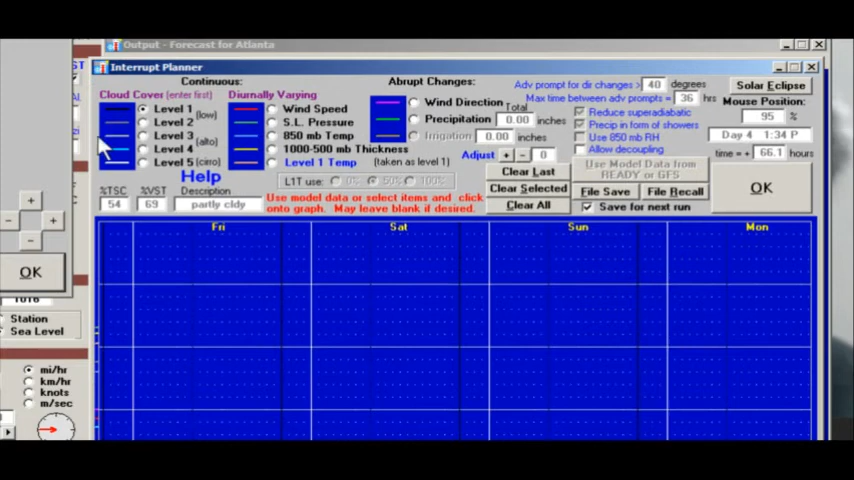 Output - Forecast for Atlanta
Interrupt Planner
Continuous:
Cloud Cover (enter first)
Level 1
Level 2
(low)
Level 3
(alto)
Level 4
Level 5 (cirro)
Diurnally Varying
Wind Speed
S.L. Pressure
850 mb Temp
1000-500 mb Thickness
Level 1 Temp (taken as level 1)
Abrupt Changes:
Wind Direction
Total
Precipitation 0.00 inches
Irrigation 0.00 inches
Adjust + - 0
Adv prompt for dir changes > 40 degrees
Max time between adv prompts = 36 hrs
Reduce superadiabatic
Precip in form of showers
Use 850 mb RH
Allow decoupling
Solar Eclipse
Mouse Position:
95 %
Day 4 1:34 P
time = + 66.1 hours
Help
L1T use: 0% 50% 100%
%TSC %VST Description
54 69 partly cldy
Use model data or select items and click
onto graph. May leave blank if desired.
Clear Last
Clear Selected
Clear All
Use Model Data from
READY or GFS
File Save File Recall
Save for next run
OK
Fri Sat Sun Mon
+
- +
-
OK
1016
Station
Sea Level
mi/hr
km/hr
knots
m/sec